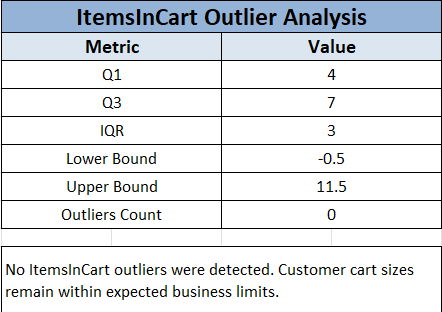 ItemsInCart Outlier Analysis
Metric Value
Q1 4
Q3 7
IQR 3
Lower Bound -0.5
Upper Bound 11.5
Outliers Count 0
No ItemsInCart outliers were detected. Customer cart sizes
remain within expected business limits.